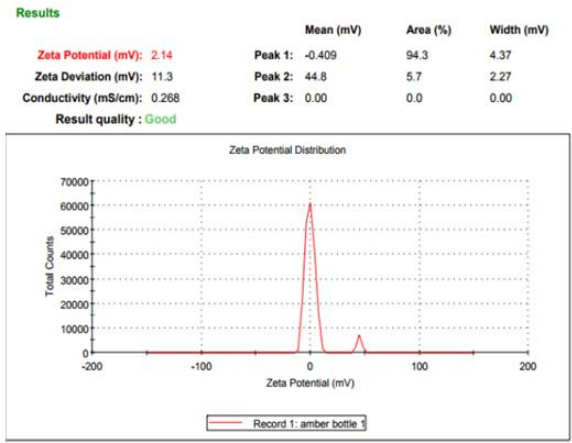 Results
Mean (mV) Area (%) Width (mV)
Zeta Potential (mV): 2.14 Peak 1: -0.409 94.3 4.37
Zeta Deviation (mV): 11.3 Peak 2: 44.8 5.7 2.27
Conductivity (mS/cm): 0.268 Peak 3: 0.00 0.0 0.00
Result quality : Good
Zeta Potential Distribution
70000
60000
50000
40000
30000
20000
10000
0
Total Counts
-200 -100 0 100 200
Zeta Potential (mV)
Record 1: amber bottle 1